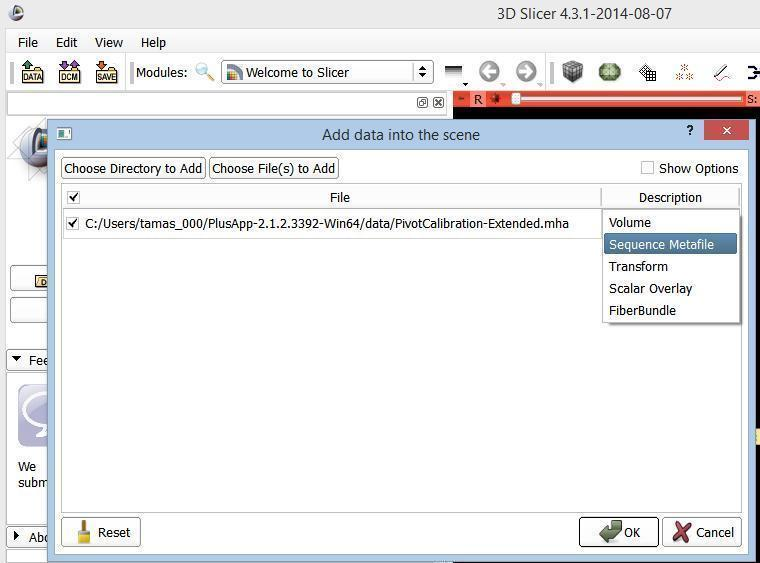 3D Slicer 4.3.1-2014-08-07
File Edit View Help
DATA DCM SAVE Modules: Welcome to Slicer
R S:
Add data into the scene
? x
Choose Directory to Add Choose File(s) to Add Show Options
File Description
C:/Users/tamas_000/PlusApp-2.1.2.3392-Win64/data/PivotCalibration-Extended.mha
Volume
Sequence Metafile
Transform
Scalar Overlay
FiberBundle
Fee
We
subm
Abo
Reset OK Cancel